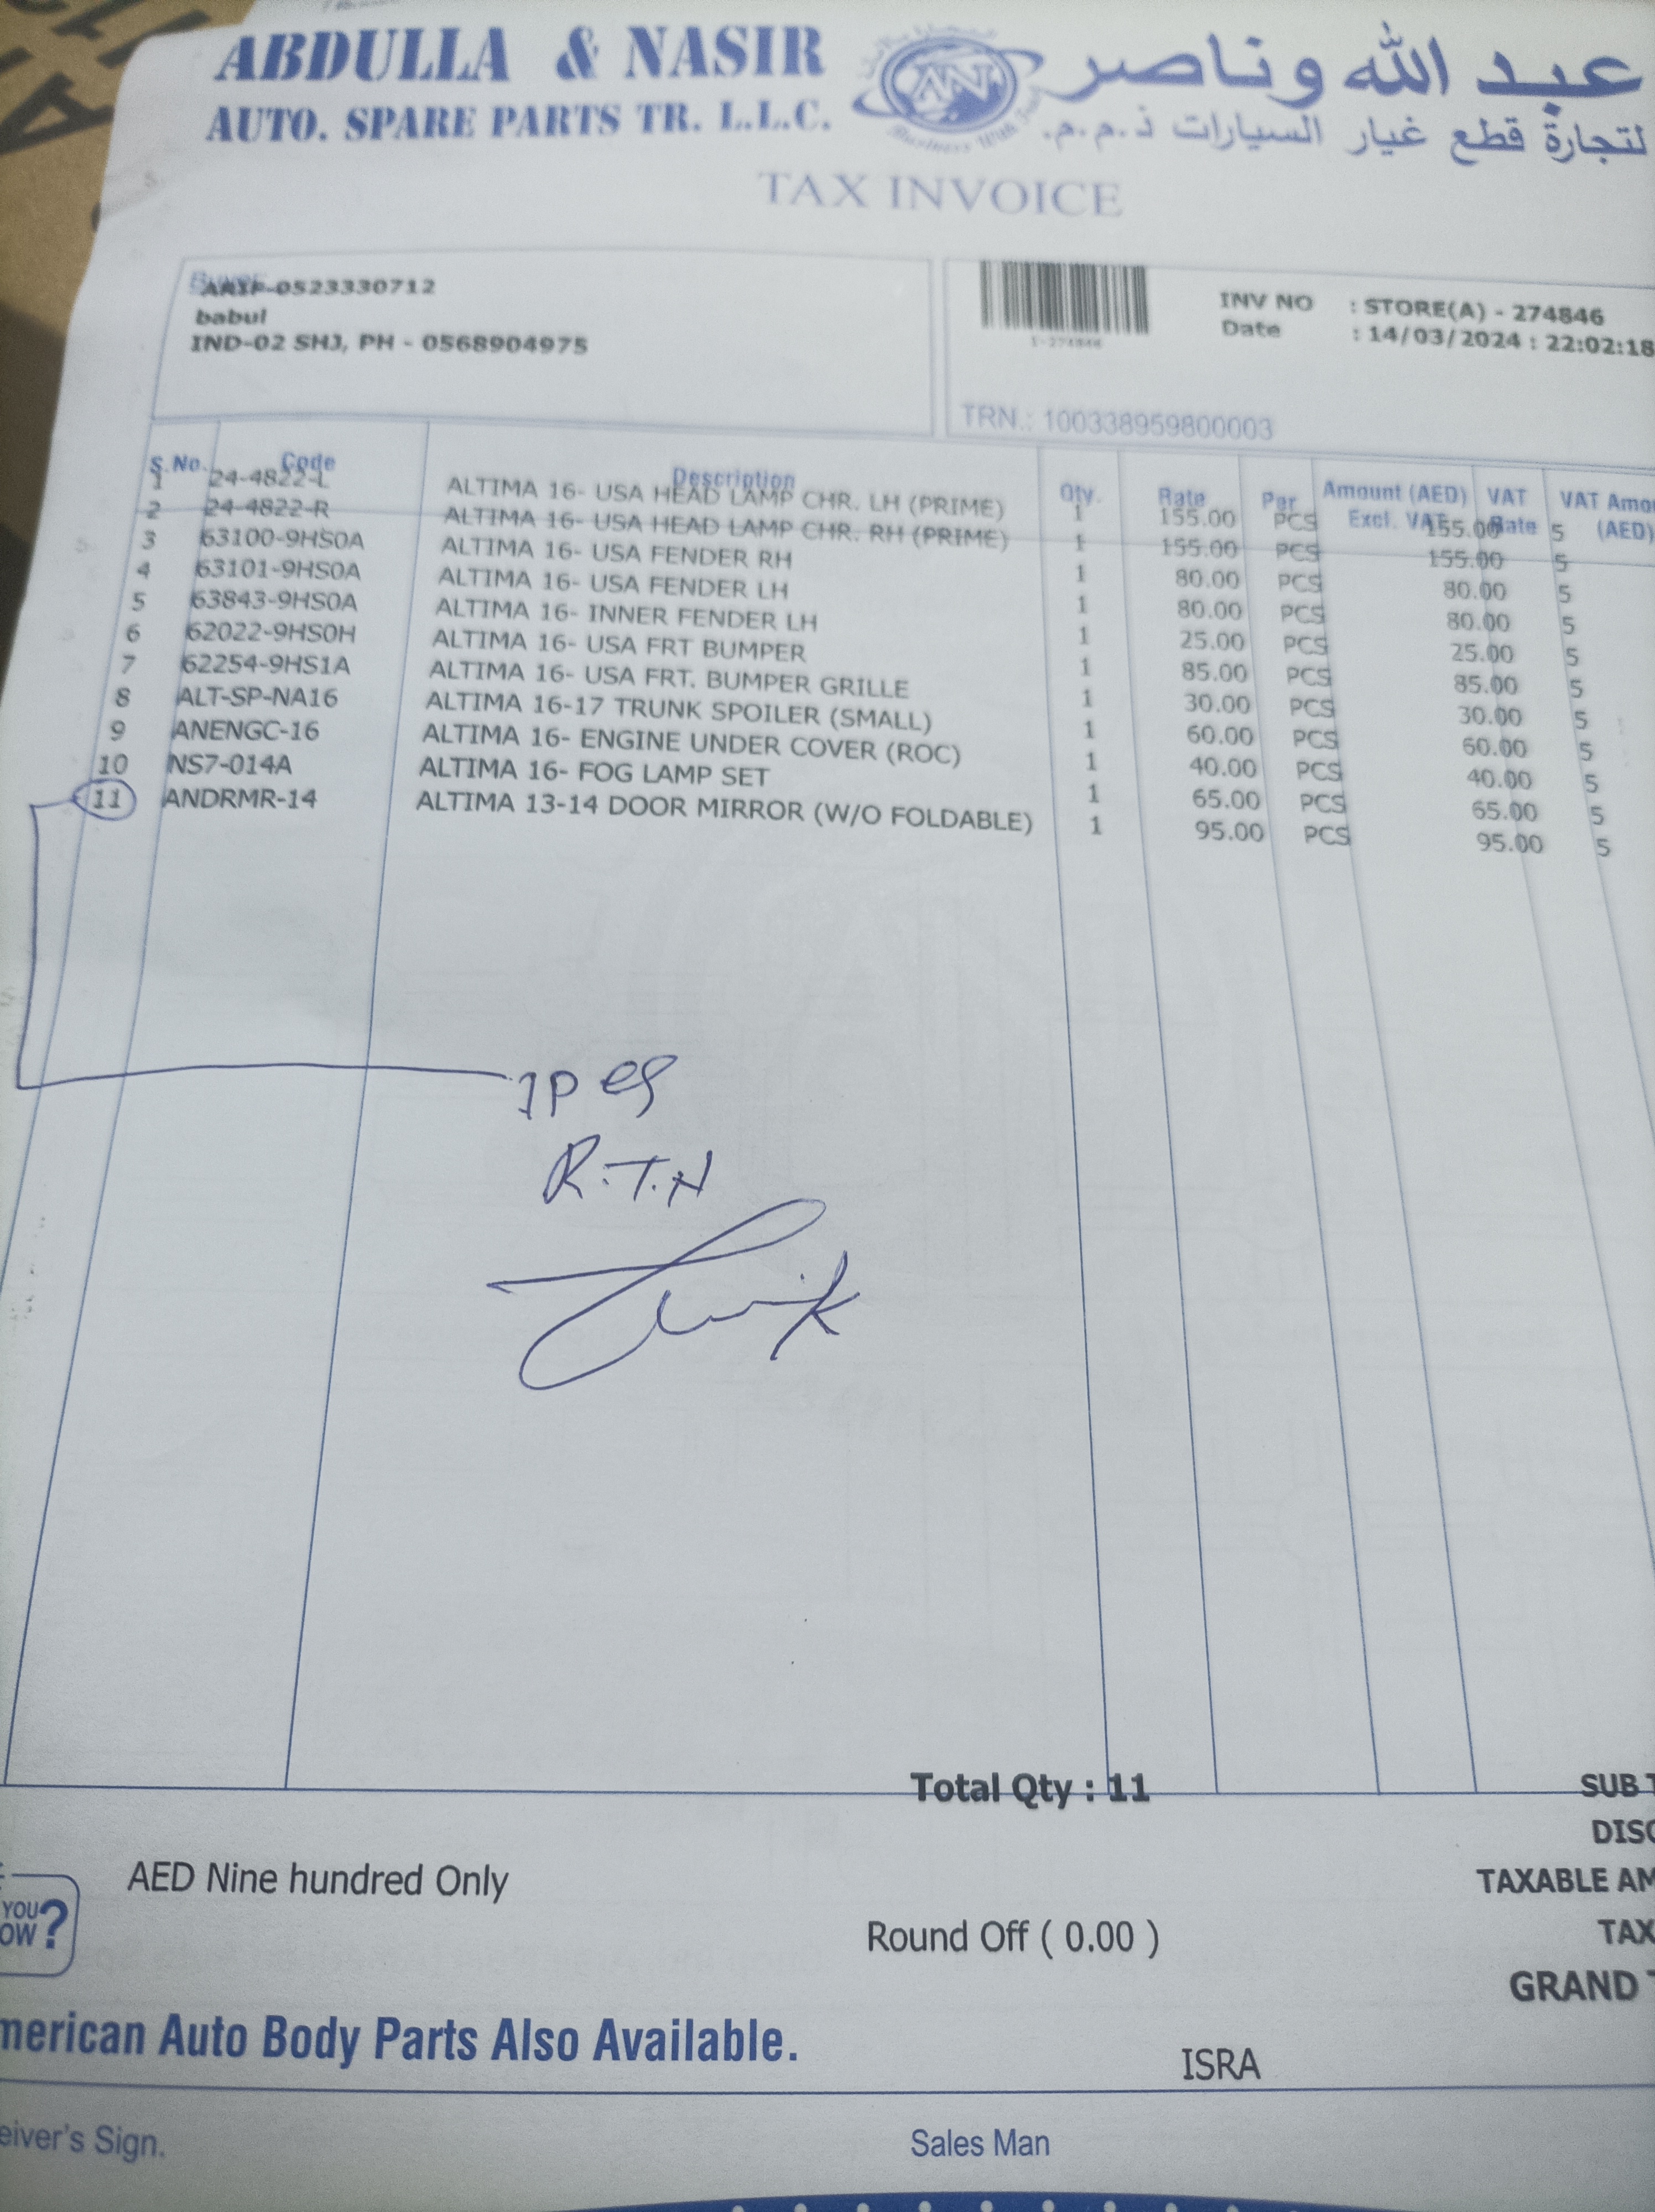 ABDULLA & NASIR
عبد الله وناصر
AUTO. SPARE PARTS TR. L.L.C.
لتجارة قطع غيار السيارات ذ.م.م.
TAX INVOICE
Buyer
ARIF-0523330712
babul
IND-02 SHJ, PH - 0568904975
1-274846
INV NO : STORE(A) - 274846
Date : 14/03/2024 : 22:02:18
TRN.: 100338959800003
S.No. Code Description Qty. Rate Per Amount (AED) Excl. VAT VAT Rate VAT Amo (AED)
1 24-4822-L ALTIMA 16- USA HEAD LAMP CHR. LH (PRIME) 1 155.00 PCS 155.00 5
2 24-4822-R ALTIMA 16- USA HEAD LAMP CHR. RH (PRIME) 1 155.00 PCS 155.00 5
3 63100-9HS0A ALTIMA 16- USA FENDER RH 1 80.00 PCS 80.00 5
4 63101-9HS0A ALTIMA 16- USA FENDER LH 1 80.00 PCS 80.00 5
5 63843-9HS0A ALTIMA 16- INNER FENDER LH 1 25.00 PCS 25.00 5
6 62022-9HS0H ALTIMA 16- USA FRT BUMPER 1 85.00 PCS 85.00 5
7 62254-9HS1A ALTIMA 16- USA FRT. BUMPER GRILLE 1 30.00 PCS 30.00 5
8 ALT-SP-NA16 ALTIMA 16-17 TRUNK SPOILER (SMALL) 1 60.00 PCS 60.00 5
9 ANENGC-16 ALTIMA 16- ENGINE UNDER COVER (ROC) 1 40.00 PCS 40.00 5
10 NS7-014A ALTIMA 16- FOG LAMP SET 1 65.00 PCS 65.00 5
11 ANDRMR-14 ALTIMA 13-14 DOOR MIRROR (W/O FOLDABLE) 1 95.00 PCS 95.00 5
R.T.N
Total Qty : 11
SUB T
DISC
AED Nine hundred Only
TAXABLE AM
YOU
OW?
Round Off ( 0.00 )
TAX
GRAND T
merican Auto Body Parts Also Available.
ISRA
eiver's Sign.
Sales Man